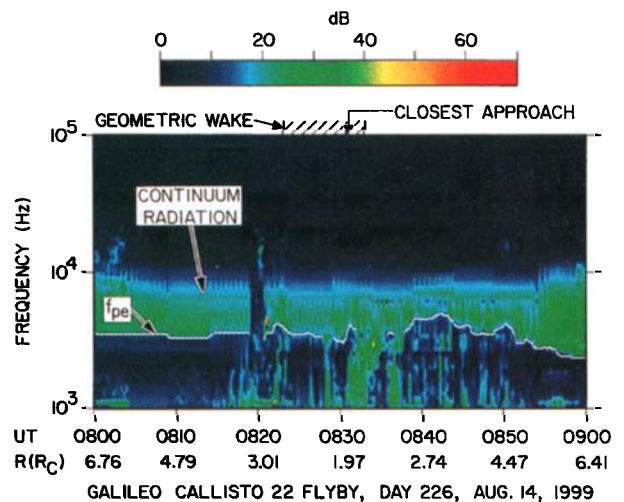 dB
0 20 40 60
GEOMETRIC WAKE
CLOSEST APPROACH
10⁵
CONTINUUM
RADIATION
FREQUENCY (Hz)
10⁴
fpe
10³
UT 0800 0810 0820 0830 0840 0850 0900
R(RC) 6.76 4.79 3.01 1.97 2.74 4.47 6.41
GALILEO CALLISTO 22 FLYBY, DAY 226, AUG. 14, 1999